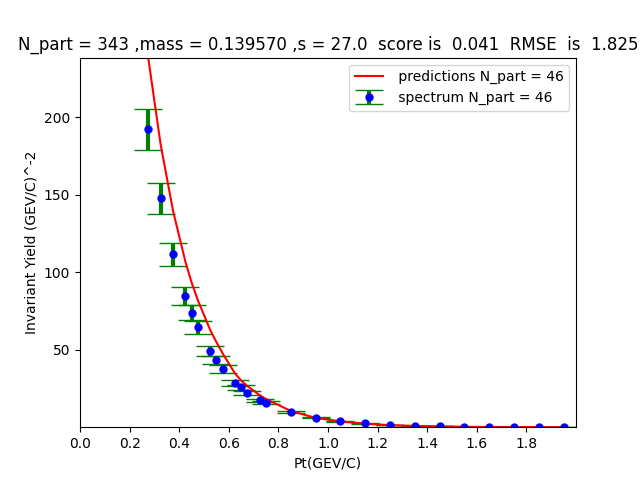 N_part = 343 ,mass = 0.139570 ,s = 27.0  score is  0.041  RMSE  is  1.825
predictions N_part = 46
spectrum N_part = 46
200
150
100
50
Invariant Yield (GEV/C)^-2
0.0 0.2 0.4 0.6 0.8 1.0 1.2 1.4 1.6 1.8
Pt(GEV/C)